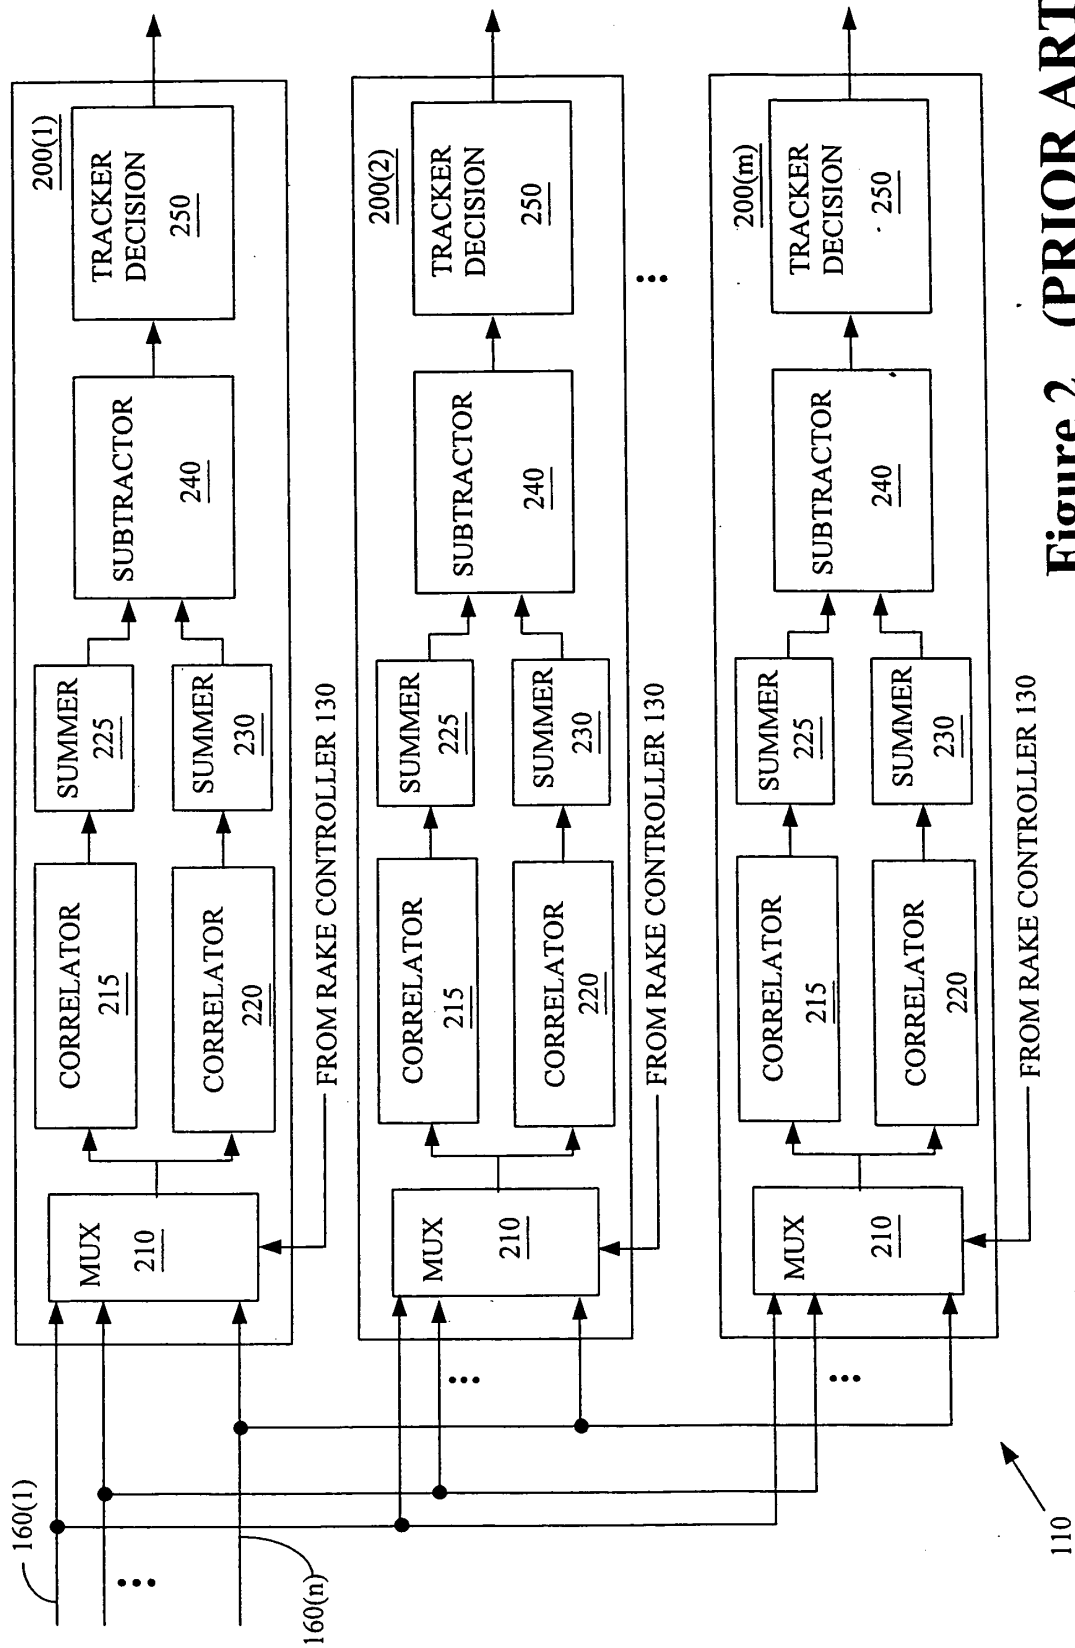 160(1)
160(n)
110
200(1)
MUX
210
CORRELATOR
215
CORRELATOR
220
SUMMER
225
SUMMER
230
SUBTRACTOR
240
TRACKER
DECISION
250
FROM RAKE CONTROLLER 130
200(2)
MUX
210
CORRELATOR
215
CORRELATOR
220
SUMMER
225
SUMMER
230
SUBTRACTOR
240
TRACKER
DECISION
250
FROM RAKE CONTROLLER 130
200(m)
MUX
210
CORRELATOR
215
CORRELATOR
220
SUMMER
225
SUMMER
230
SUBTRACTOR
240
TRACKER
DECISION
250
FROM RAKE CONTROLLER 130
Figure 2 (PRIOR ART